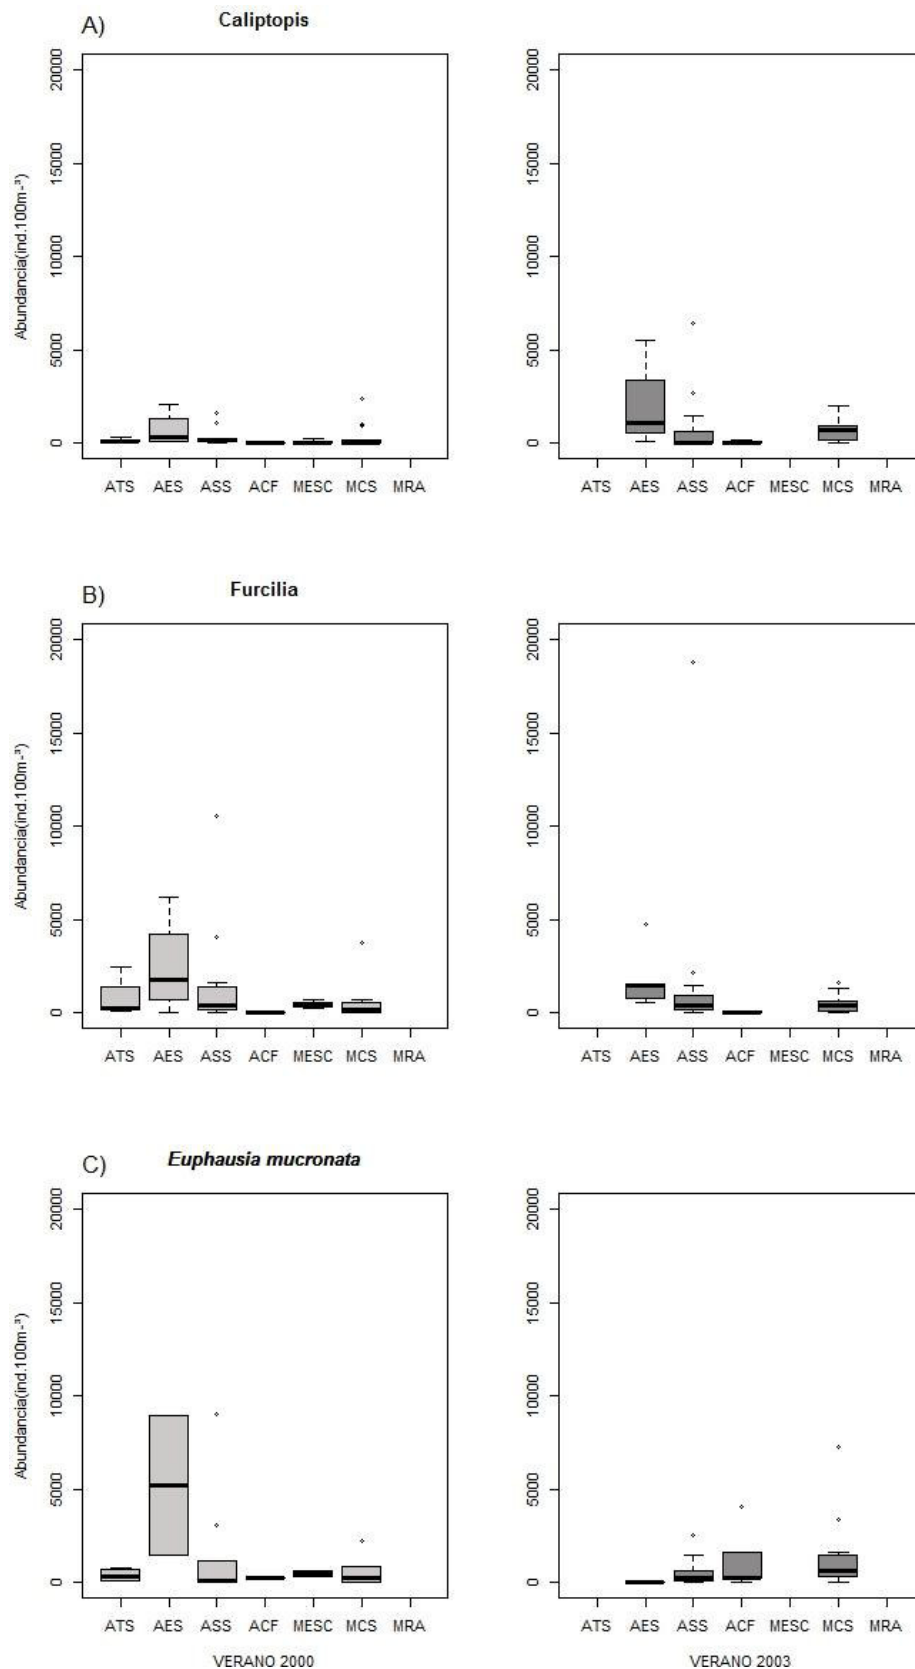 A) Caliptopis
Abundancia(ind.100m-³)
20000
15000
10000
5000
0
ATS AES ASS ACF MESC MCS MRA
20000
15000
10000
5000
0
ATS AES ASS ACF MESC MCS MRA
B) Furcilia
Abundancia(ind.100m-³)
20000
15000
10000
5000
0
ATS AES ASS ACF MESC MCS MRA
20000
15000
10000
5000
0
ATS AES ASS ACF MESC MCS MRA
C) Euphausia mucronata
Abundancia(ind.100m-³)
20000
15000
10000
5000
0
ATS AES ASS ACF MESC MCS MRA
VERANO 2000
20000
15000
10000
5000
0
ATS AES ASS ACF MESC MCS MRA
VERANO 2003